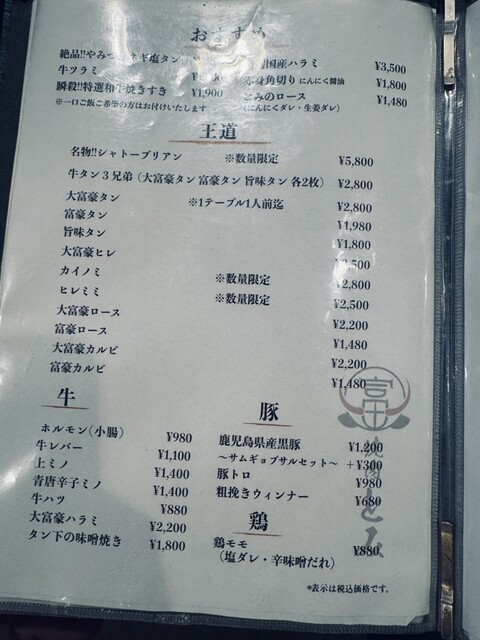 おすすめ
絶品!!やみつきネギ塩タン
国産ハラミ ¥3,500
牛ツラミ
赤身角切り にんにく醤油 ¥1,800
瞬殺!!特選和牛焼きすき ¥1,900
※一口ご飯ご希望の方はお付けいたします
のロース ¥1,480
(にんにくダレ・生姜ダレ)
王道
名物!!シャトーブリアン ※数量限定 ¥5,800
牛タン3兄弟(大富豪タン 富豪タン 旨味タン 各2枚) ¥2,800
大富豪タン ※1テーブル1人前迄 ¥2,800
富豪タン ¥1,980
旨味タン ¥1,800
大富豪ヒレ
カイノミ ※数量限定 ¥2,800
ヒレミミ ※数量限定 ¥2,500
大富豪ロース ¥2,200
富豪ロース ¥1,480
大富豪カルビ ¥2,200
富豪カルビ ¥1,480
牛
ホルモン(小腸) ¥980
牛レバー ¥1,100
上ミノ ¥1,400
青唐辛子ミノ ¥1,400
牛ハツ ¥880
大富豪ハラミ ¥2,200
タン下の味噌焼き ¥1,800
豚
鹿児島県産黒豚 ¥1,200
〜サムギョプサルセット〜 +¥300
豚トロ ¥980
粗挽きウィンナー ¥680
鶏
鶏モモ ¥880
(塩ダレ・辛味噌だれ)
*表示は税込価格です。